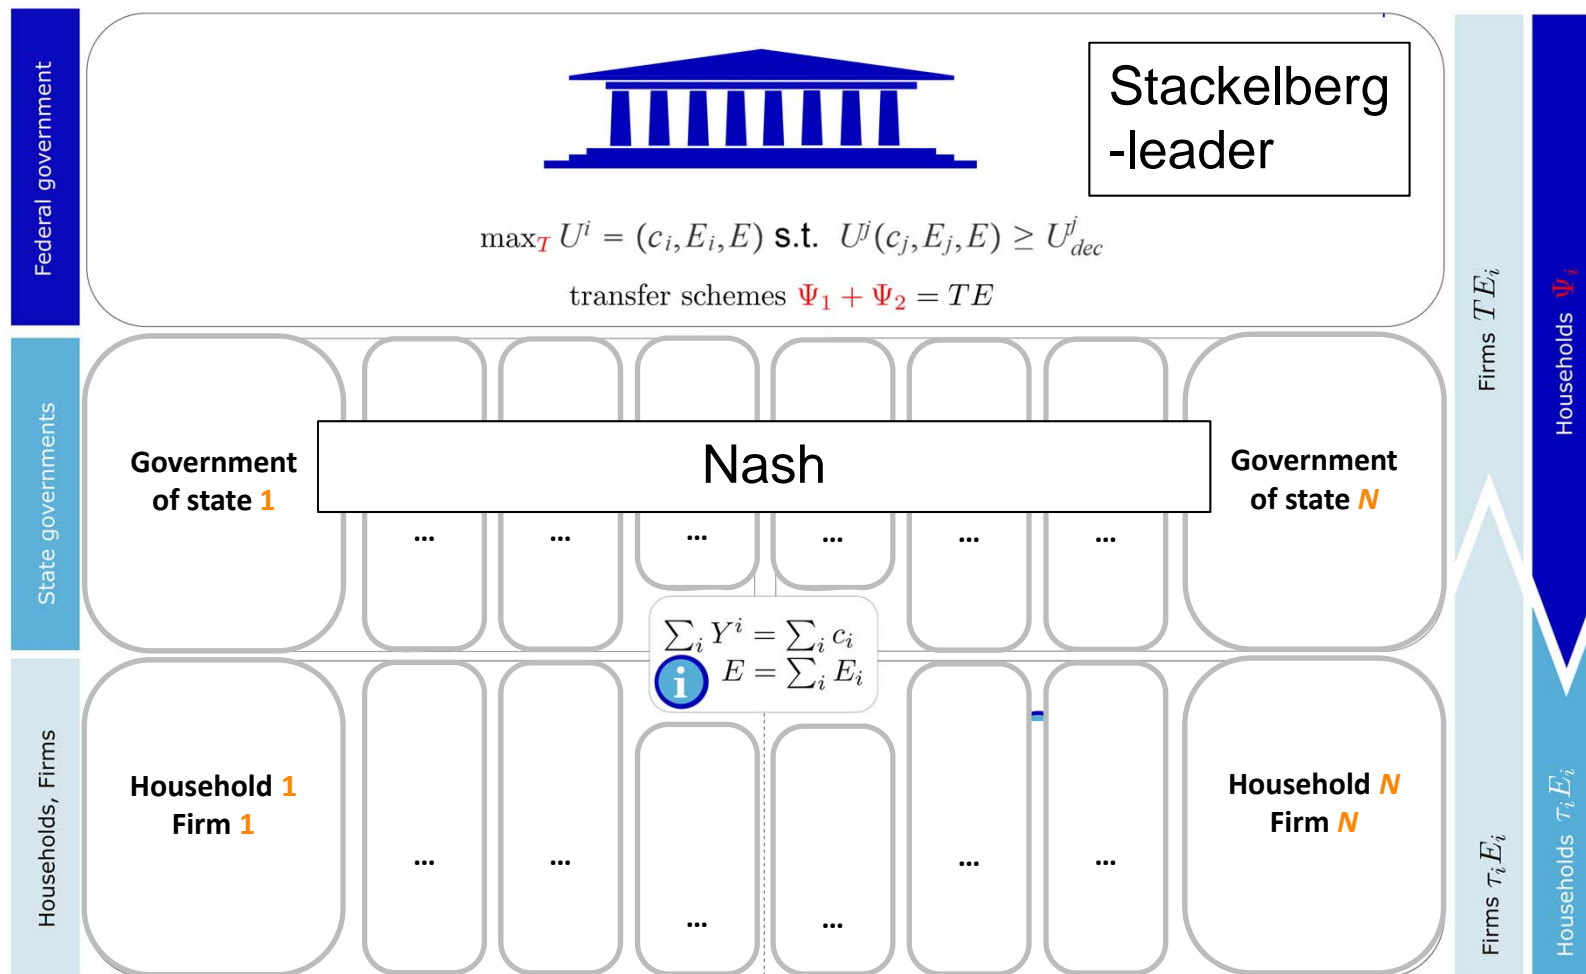 Federal government
Stackelberg
-leader
max_T U^i = (c_i, E_i, E) s.t. U^j(c_j, E_j, E) ≥ U^j_dec
transfer schemes Ψ_1 + Ψ_2 = TE
State governments
Government
of state 1
Nash
Government
of state N
... ... ... ... ... ...
∑_i Y^i = ∑_i c_i
i E = ∑_i E_i
Households, Firms
Household 1
Firm 1
Household N
Firm N
... ... ... ...
... ...
Firms TE_i
Households Ψ_i
Firms τ_i E_i
Households τ_i E_i